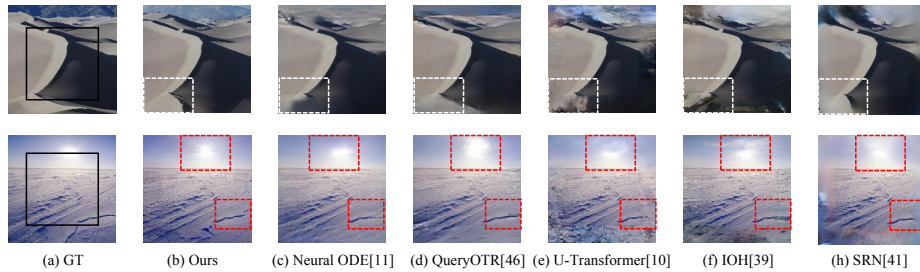 (a) GT
(b) Ours
(c) Neural ODE[11]
(d) QueryOTR[46]
(e) U-Transformer[10]
(f) IOH[39]
(h) SRN[41]